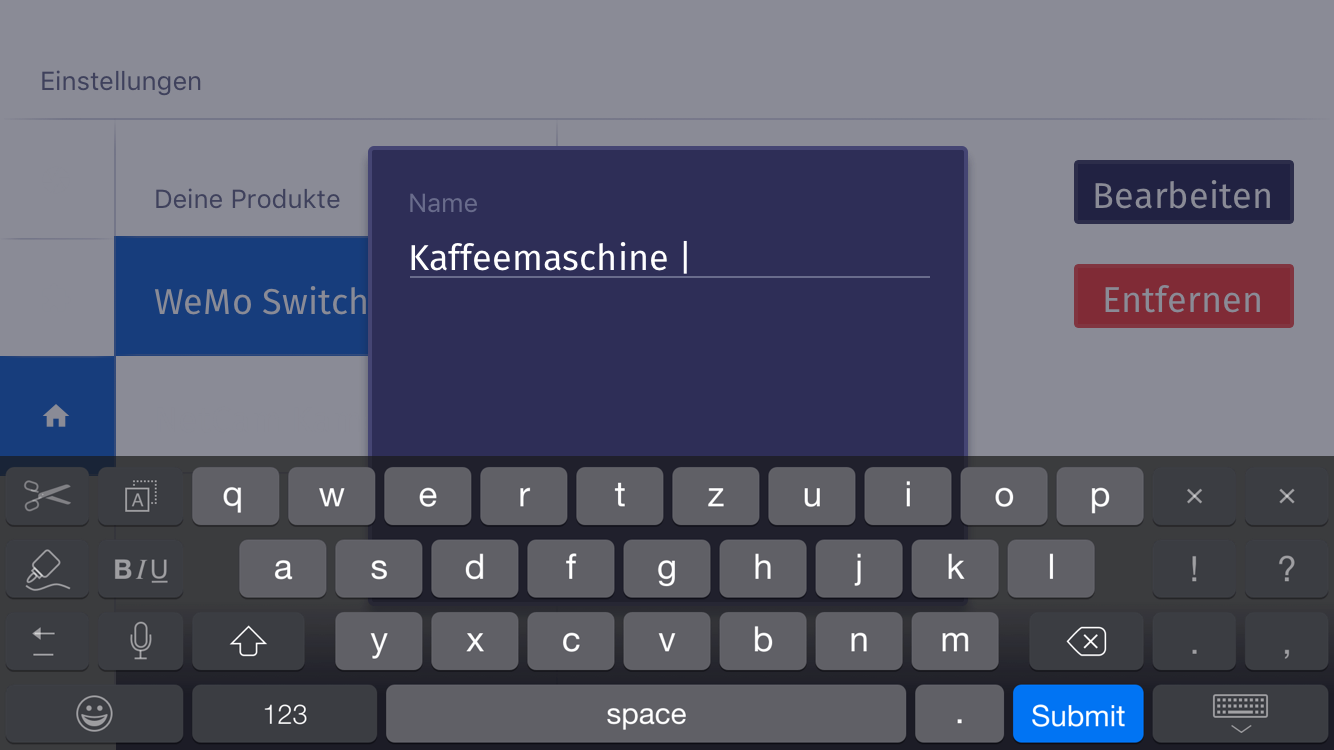 Einstellungen
Deine Produkte
Name
Bearbeiten
Kaffeemaschine
WeMo Switch
Entfernen
A q w e r t z u i o p × ×
B I U a s d f g h j k l ! ?
y x c v b n m . ,
123 space . Submit